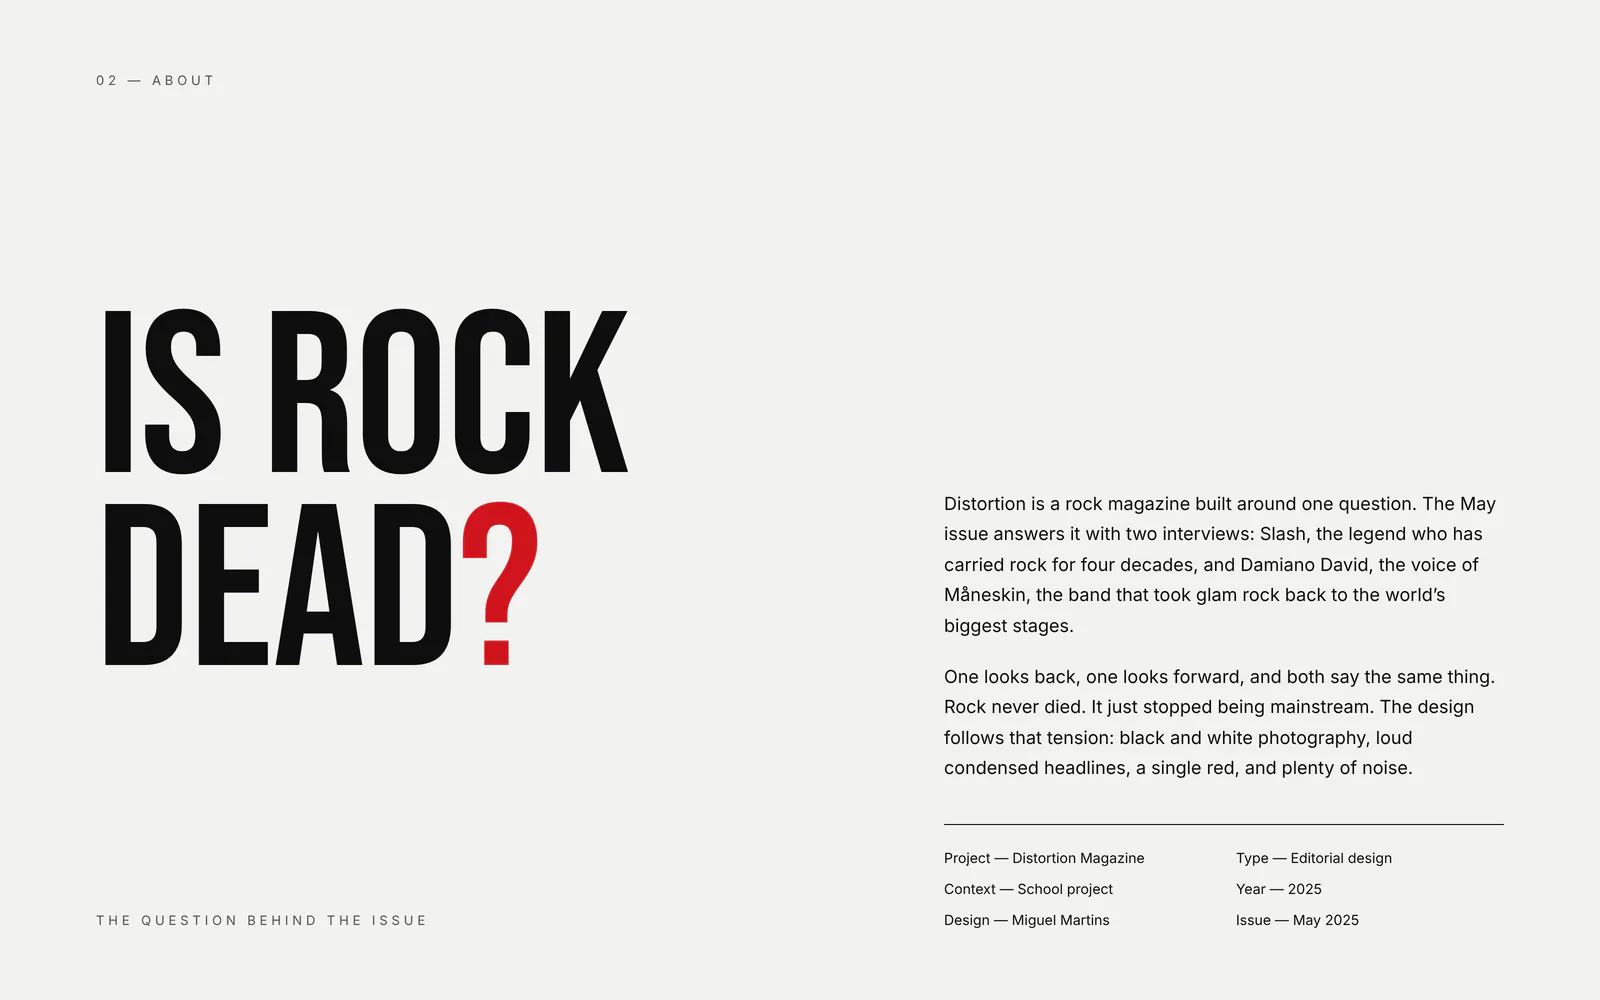 02 — ABOUT
IS ROCK
DEAD?
Distortion is a rock magazine built around one question. The May
issue answers it with two interviews: Slash, the legend who has
carried rock for four decades, and Damiano David, the voice of
Måneskin, the band that took glam rock back to the world’s
biggest stages.
One looks back, one looks forward, and both say the same thing.
Rock never died. It just stopped being mainstream. The design
follows that tension: black and white photography, loud
condensed headlines, a single red, and plenty of noise.
Project — Distortion Magazine
Type — Editorial design
Context — School project
Year — 2025
Design — Miguel Martins
Issue — May 2025
THE QUESTION BEHIND THE ISSUE